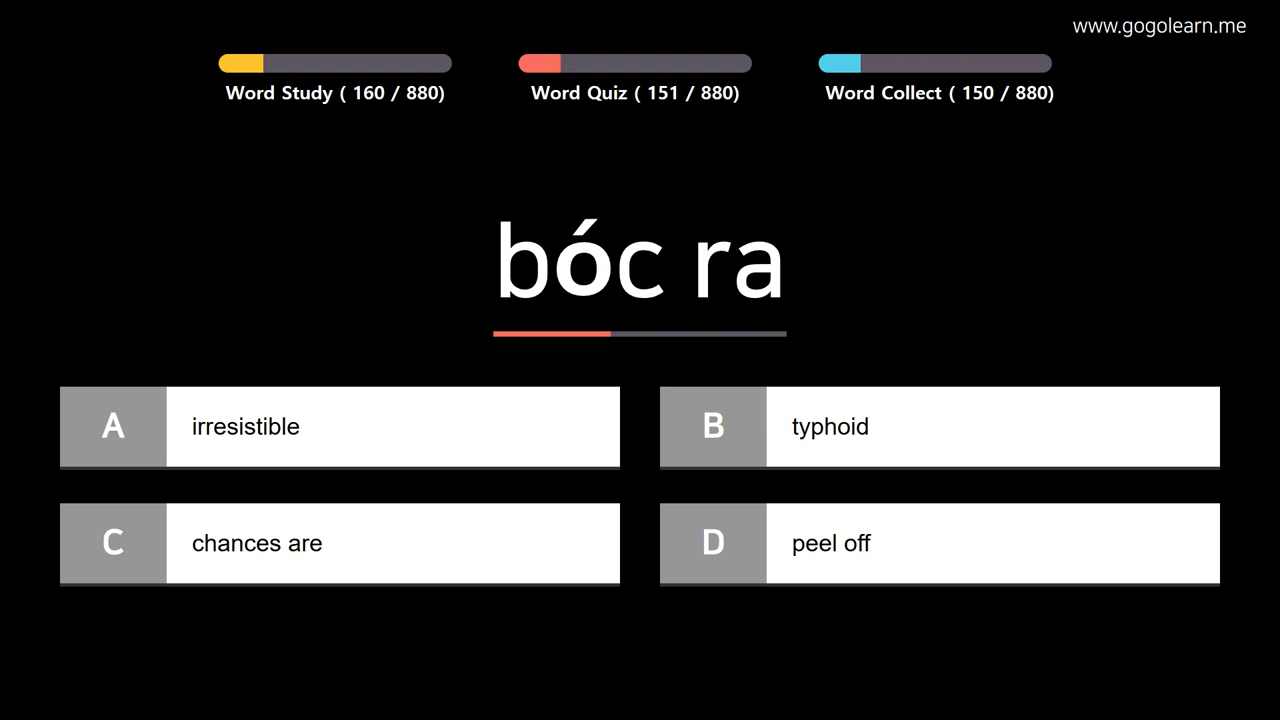 www.gogolearn.me
Word Study ( 160 / 880)
Word Quiz ( 151 / 880)
Word Collect ( 150 / 880)
bóc ra
A irresistible
B typhoid
C chances are
D peel off